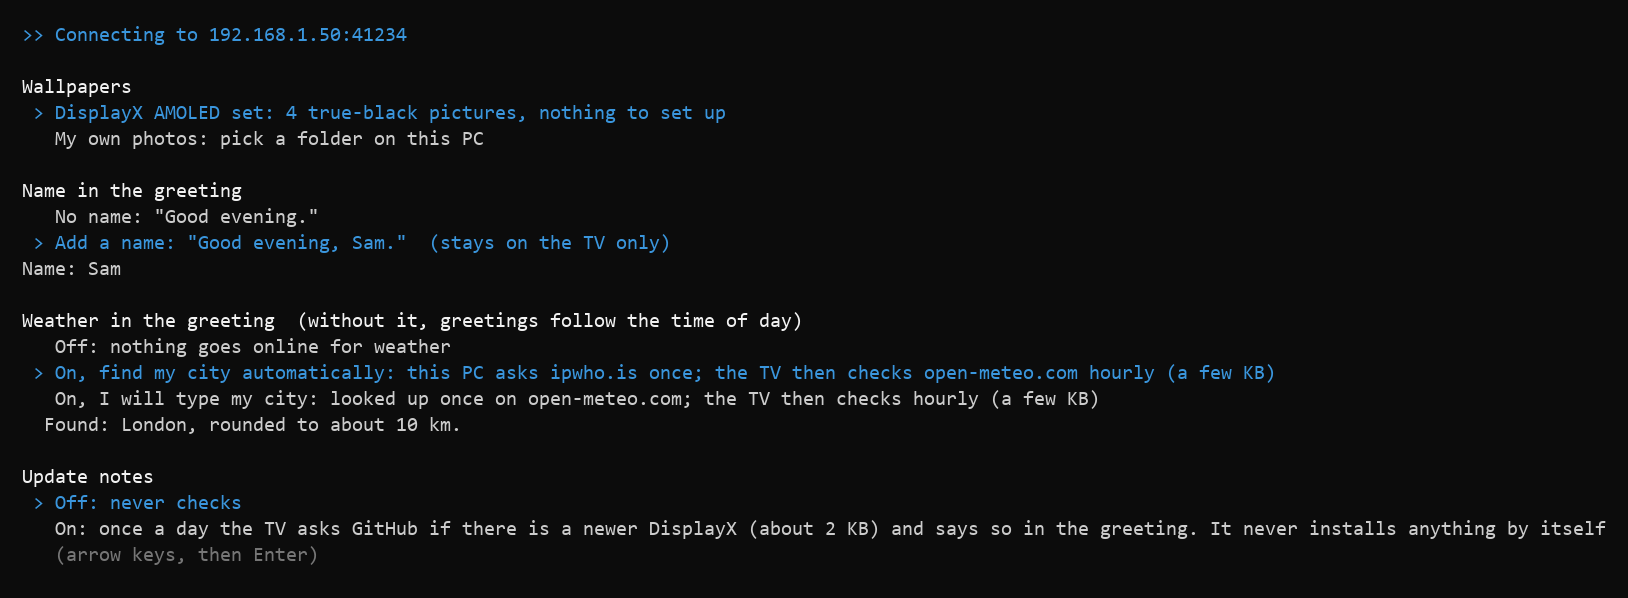 >> Connecting to 192.168.1.50:41234
Wallpapers
> DisplayX AMOLED set: 4 true-black pictures, nothing to set up
My own photos: pick a folder on this PC
Name in the greeting
No name: "Good evening."
> Add a name: "Good evening, Sam."  (stays on the TV only)
Name: Sam
Weather in the greeting  (without it, greetings follow the time of day)
Off: nothing goes online for weather
> On, find my city automatically: this PC asks ipwho.is once; the TV then checks open-meteo.com hourly (a few KB)
On, I will type my city: looked up once on open-meteo.com; the TV then checks hourly (a few KB)
Found: London, rounded to about 10 km.
Update notes
> Off: never checks
On: once a day the TV asks GitHub if there is a newer DisplayX (about 2 KB) and says so in the greeting. It never installs anything by itself
(arrow keys, then Enter)